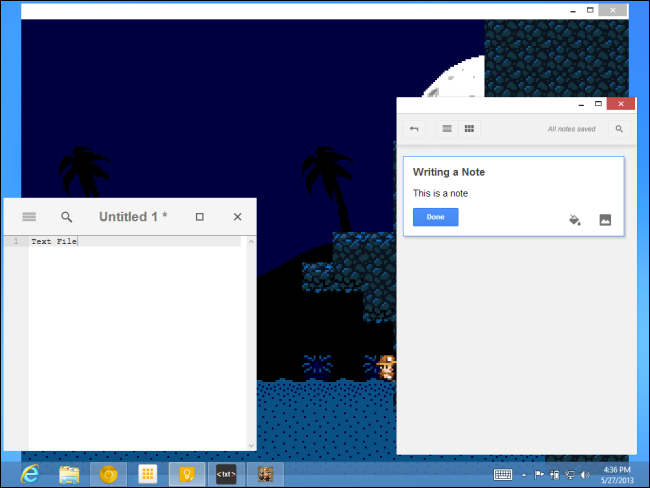 All notes saved
Writing a Note
This is a note
Done
Untitled 1 *
1 Text File
<txt>
4:36 PM
5/27/2013